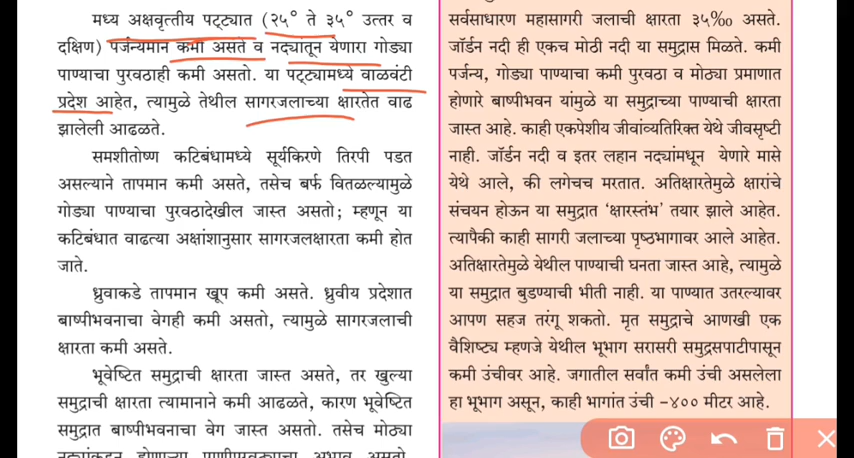 मध्य अक्षवृत्तीय पट्ट्यात (२५° ते ३५° उत्तर व
दक्षिण) पर्जन्यमान कमी असते व नद्यातून येणारा गोड्या
पाण्याचा पुरवठाही कमी असतो. या पट्ट्यामध्ये वाळवंटी
प्रदेश आहेत, त्यामुळे तेथील सागरजलाच्या क्षारतेत वाढ
झालेली आढळते.
समशीतोष्ण कटिबंधामध्ये सूर्यकिरणे तिरपी पडत
असल्याने तापमान कमी असते, तसेच बर्फ वितळल्यामुळे
गोड्या पाण्याचा पुरवठादेखील जास्त असतो; म्हणून या
कटिबंधात वाढत्या अक्षांशानुसार सागरजलक्षारता कमी होत
जाते.
ध्रुवाकडे तापमान खूप कमी असते. ध्रुवीय प्रदेशात
बाष्पीभवनाचा वेगही कमी असतो, त्यामुळे सागरजलाची
क्षारता कमी असते.
भूवेष्टित समुद्राची क्षारता जास्त असते, तर खुल्या
समुद्राची क्षारता त्यामानाने कमी आढळते, कारण भूवेष्टित
समुद्रात बाष्पीभवनाचा वेग जास्त असतो. तसेच मोठ्या
नद्यांकडून होणाऱ्या पाणीपुरवठ्याचा अभाव असतो.
सर्वसाधारण महासागरी जलाची क्षारता ३५‰ असते.
जॉर्डन नदी ही एकच मोठी नदी या समुद्रास मिळते. कमी
पर्जन्य, गोड्या पाण्याचा कमी पुरवठा व मोठ्या प्रमाणात
होणारे बाष्पीभवन यांमुळे या समुद्राच्या पाण्याची क्षारता
जास्त आहे. काही एकपेशीय जीवांव्यतिरिक्त येथे जीवसृष्टी
नाही. जॉर्डन नदी व इतर लहान नद्यांमधून येणारे मासे
येथे आले, की लगेचच मरतात. अतिक्षारतेमुळे क्षारांचे
संचयन होऊन या समुद्रात ‘क्षारस्तंभ’ तयार झाले आहेत.
त्यापैकी काही सागरी जलाच्या पृष्ठभागावर आले आहेत.
अतिक्षारतेमुळे येथील पाण्याची घनता जास्त आहे, त्यामुळे
या समुद्रात बुडण्याची भीती नाही. या पाण्यात उतरल्यावर
आपण सहज तरंगू शकतो. मृत समुद्राचे आणखी एक
वैशिष्ट्य म्हणजे येथील भूभाग सरासरी समुद्रसपाटीपासून
कमी उंचीवर आहे. जगातील सर्वांत कमी उंची असलेला
हा भूभाग असून, काही भागांत उंची -४०० मीटर आहे.